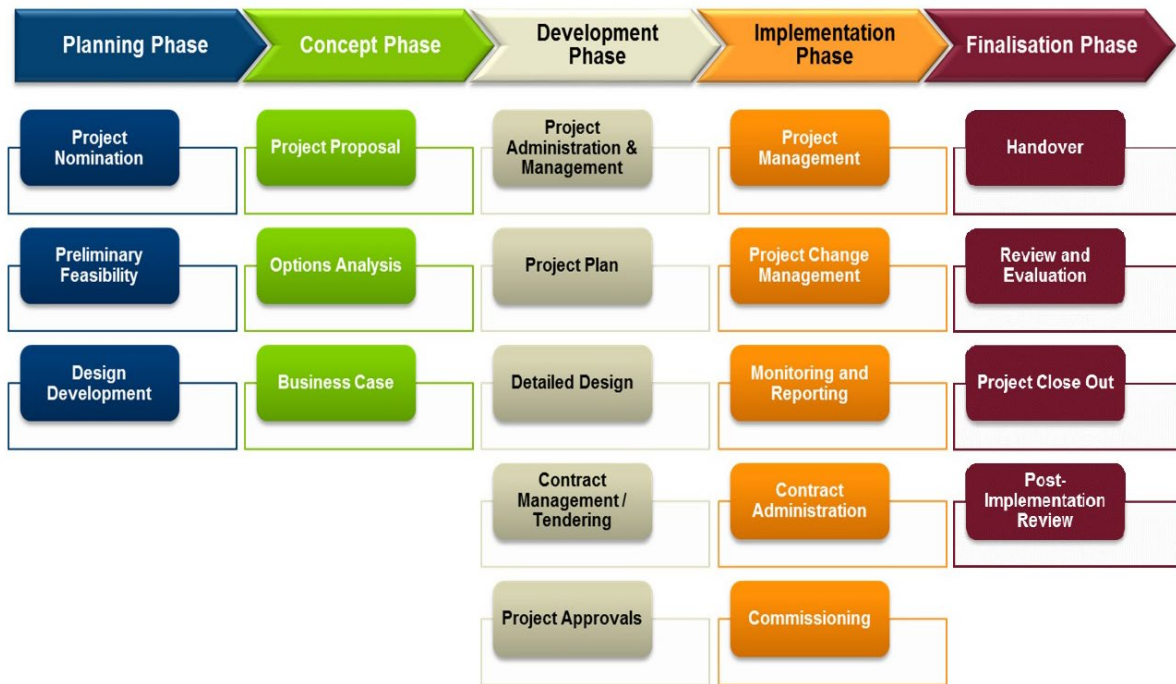 Planning Phase
Concept Phase
Development
Phase
Implementation
Phase
Finalisation Phase
Project
Nomination
Project Proposal
Project
Administration &
Management
Project
Management
Handover
Preliminary
Feasibility
Options Analysis
Project Plan
Project Change
Management
Review and
Evaluation
Design
Development
Business Case
Detailed Design
Monitoring and
Reporting
Project Close Out
Contract
Management /
Tendering
Contract
Administration
Post-
Implementation
Review
Project Approvals
Commissioning